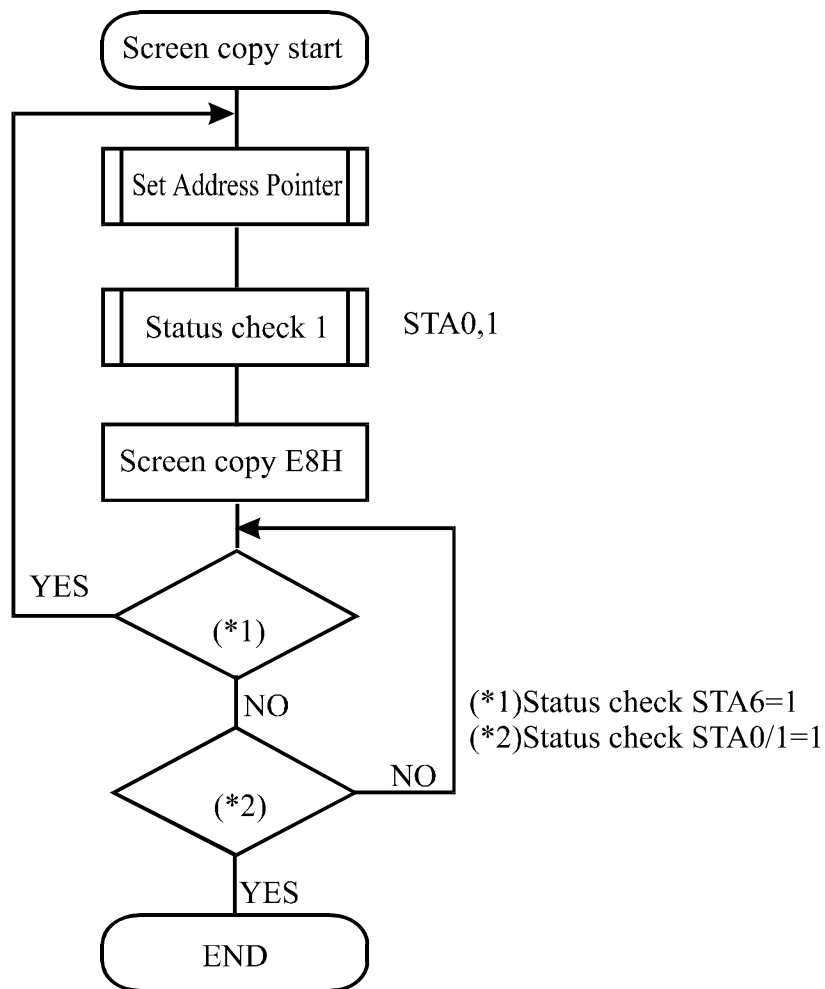 Screen copy start
Set Address Pointer
Status check 1
STA0,1
Screen copy E8H
YES
(*1)
NO
(*1)Status check STA6=1
(*2)Status check STA0/1=1
NO
(*2)
YES
END